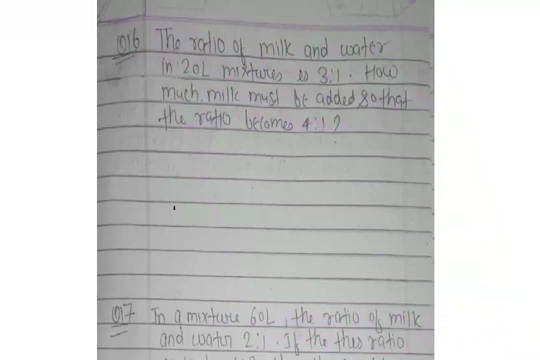 Q16 The ratio of milk and water
in 20L mixtures is 3:1. How
much milk must be added so that
the ratio becomes 4:1?
Q17 In a mixture 60L, the ratio of milk
and water 2:1. If the this ratio